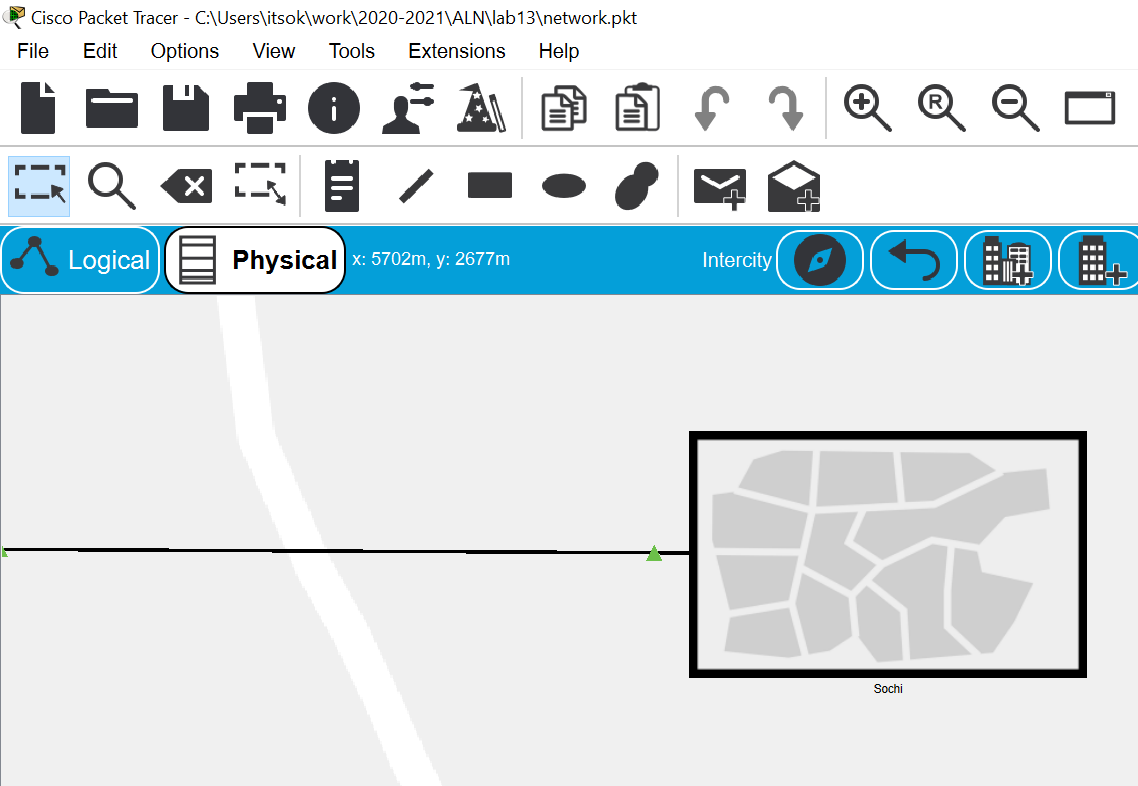 Cisco Packet Tracer - C:\Users\itsok\work\2020-2021\ALN\lab13\network.pkt
File Edit Options View Tools Extensions Help
Logical Physical x: 5702m, y: 2677m Intercity
Sochi